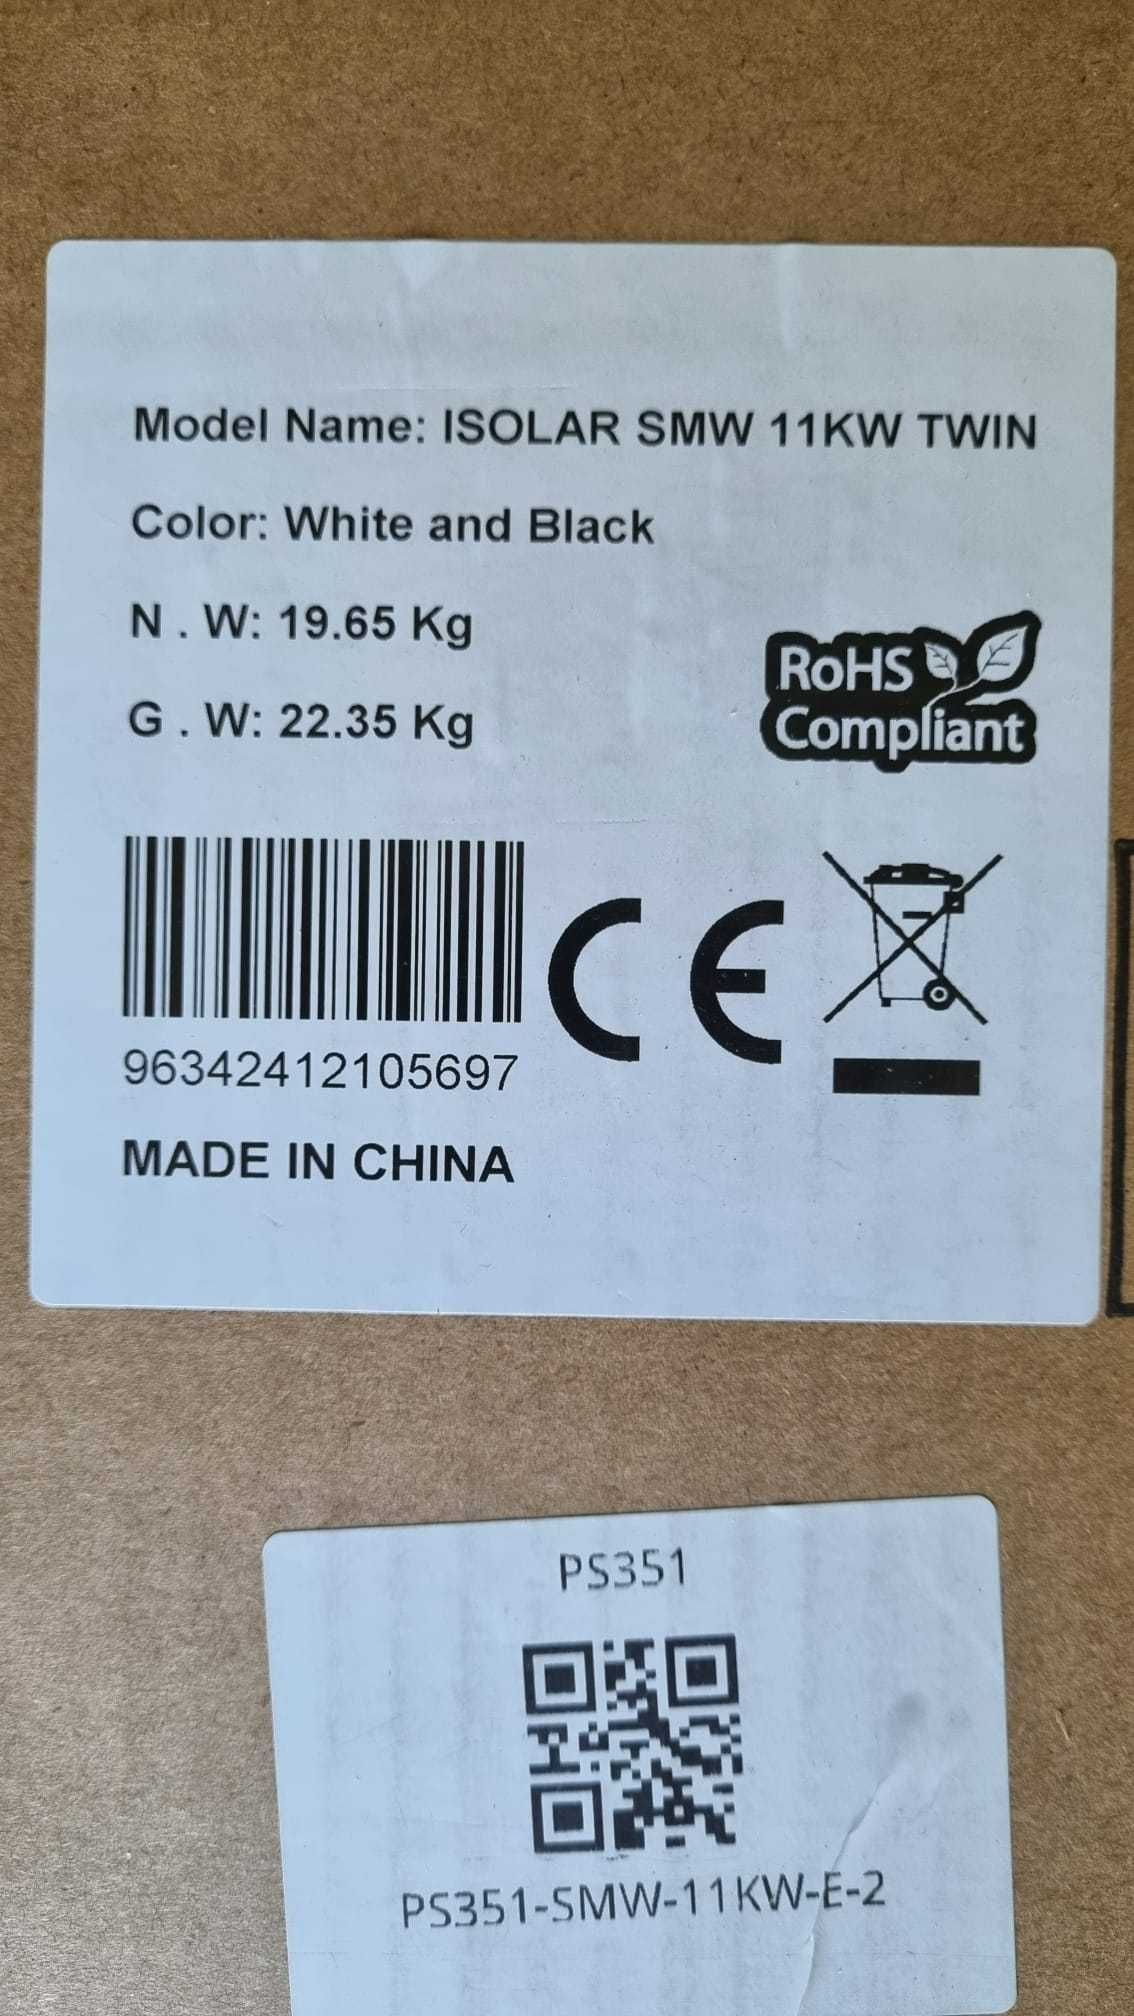 Model Name: ISOLAR SMW 11KW TWIN
Color: White and Black
N . W: 19.65 Kg
G . W: 22.35 Kg
RoHS
Compliant
CE
96342412105697
MADE IN CHINA
PS351
PS351-SMW-11KW-E-2